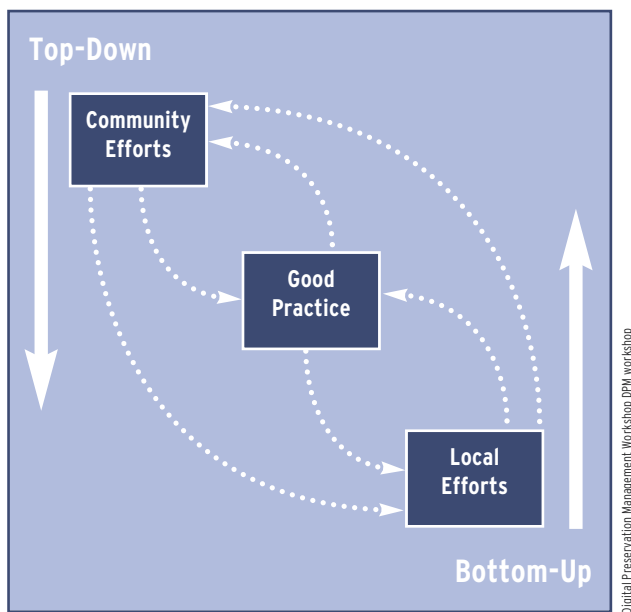 Top-Down
Community
Efforts
Good
Practice
Local
Efforts
Bottom-Up
Digital Preservation Management Workshop DPM workshop